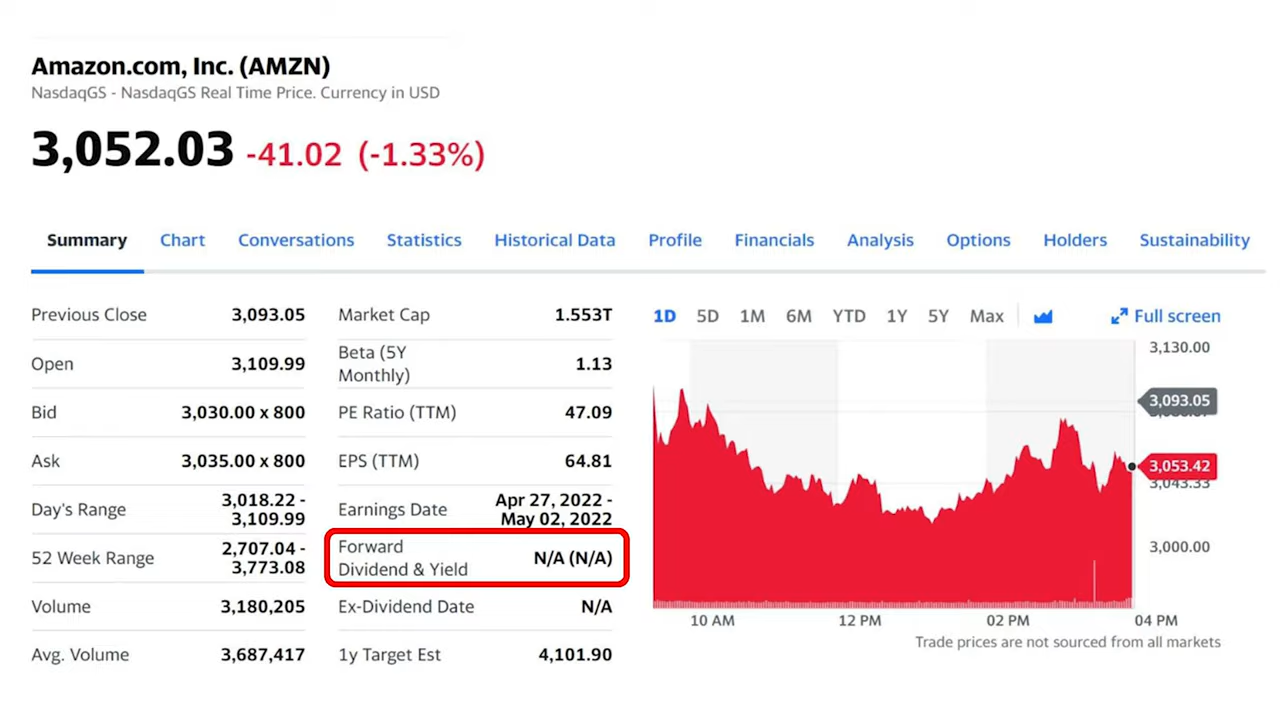 Amazon.com, Inc. (AMZN)
NasdaqGS - NasdaqGS Real Time Price. Currency in USD
3,052.03 -41.02 (-1.33%)
Summary Chart Conversations Statistics Historical Data Profile Financials Analysis Options Holders Sustainability
Previous Close 3,093.05
Open 3,109.99
Bid 3,030.00 x 800
Ask 3,035.00 x 800
Day's Range 3,018.22 -
3,109.99
52 Week Range 2,707.04 -
3,773.08
Volume 3,180,205
Avg. Volume 3,687,417
Market Cap 1.553T
Beta (5Y
Monthly) 1.13
PE Ratio (TTM) 47.09
EPS (TTM) 64.81
Earnings Date Apr 27, 2022 -
May 02, 2022
Forward
Dividend & Yield N/A (N/A)
Ex-Dividend Date N/A
1y Target Est 4,101.90
1D 5D 1M 6M YTD 1Y 5Y Max Full screen
3,130.00
3,093.05
3,053.42
3,043.33
3,000.00
10 AM 12 PM 02 PM 04 PM
Trade prices are not sourced from all markets